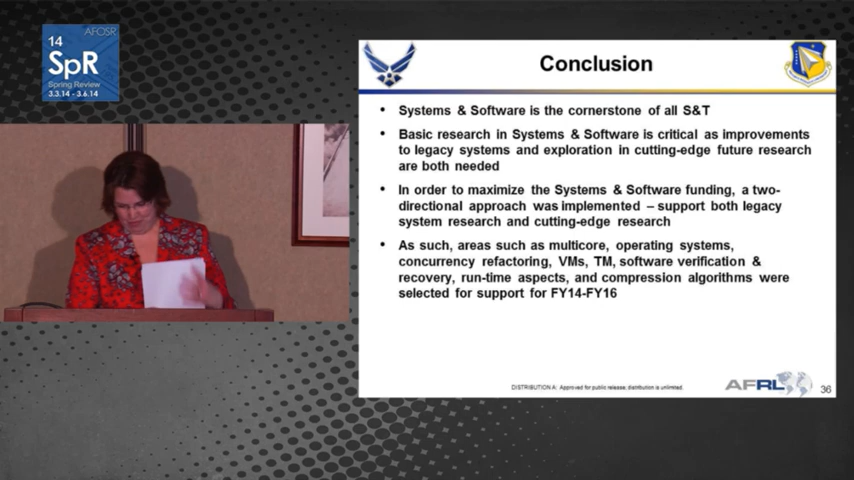 AFOSR
14
SpR
Spring Review
3.3.14 - 3.6.14
Conclusion
• Systems & Software is the cornerstone of all S&T
• Basic research in Systems & Software is critical as improvements
to legacy systems and exploration in cutting-edge future research
are both needed
• In order to maximize the Systems & Software funding, a two-
directional approach was implemented – support both legacy
system research and cutting-edge research
• As such, areas such as multicore, operating systems,
concurrency refactoring, VMs, TM, software verification &
recovery, run-time aspects, and compression algorithms were
selected for support for FY14-FY16
DISTRIBUTION A: Approved for public release; distribution is unlimited.
AFRL
36